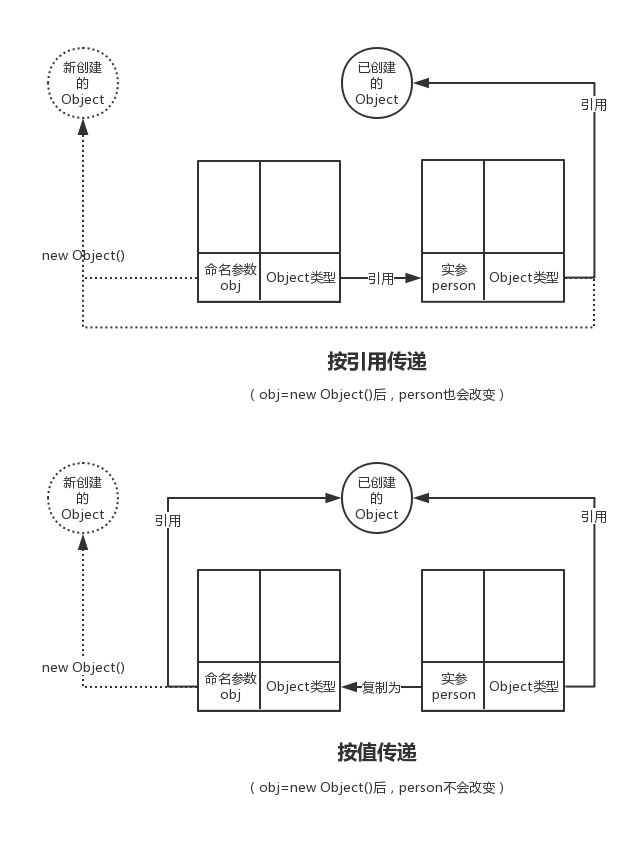 新创建
的
Object
已创建
的
Object
引用
new Object()
命名参数
obj
Object类型
引用
实参
person
Object类型
按引用传递
（ obj=new Object()后 , person也会改变 ）
新创建
的
Object
已创建
的
Object
引用
引用
new Object()
命名参数
obj
Object类型
复制为
实参
person
Object类型
按值传递
（ obj=new Object()后 , person不会改变 ）